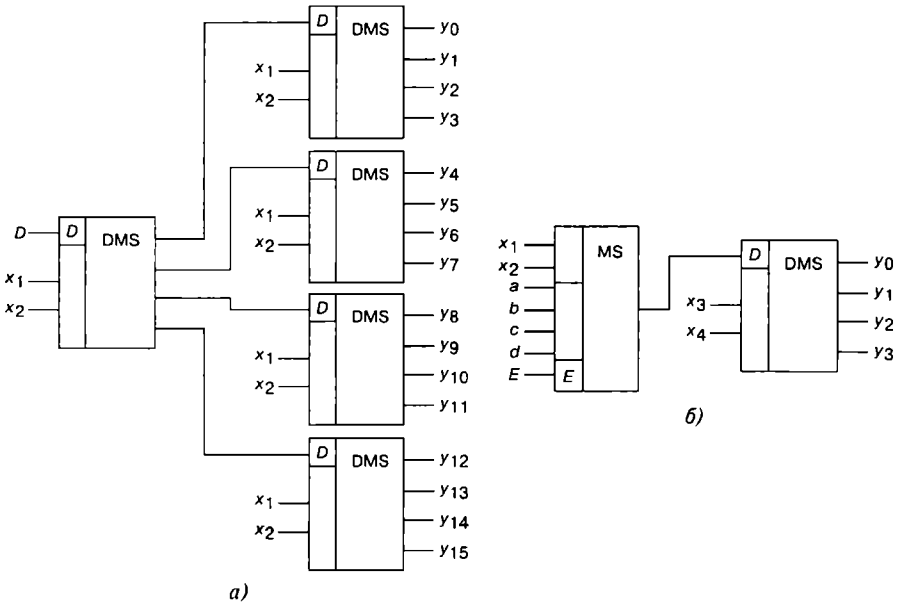 D DMS y0
y1
x1 y2
x2 y3
D DMS y4
x1 y5
x2 y6
y7
D D DMS
x1
x2
D DMS y8
x1 y9
x2 y10
y11
D DMS y12
x1 y13
x2 y14
y15
а)
x1 MS
x2
a
b
c
d
E E
D DMS y0
x3 y1
x4 y2
y3
б)